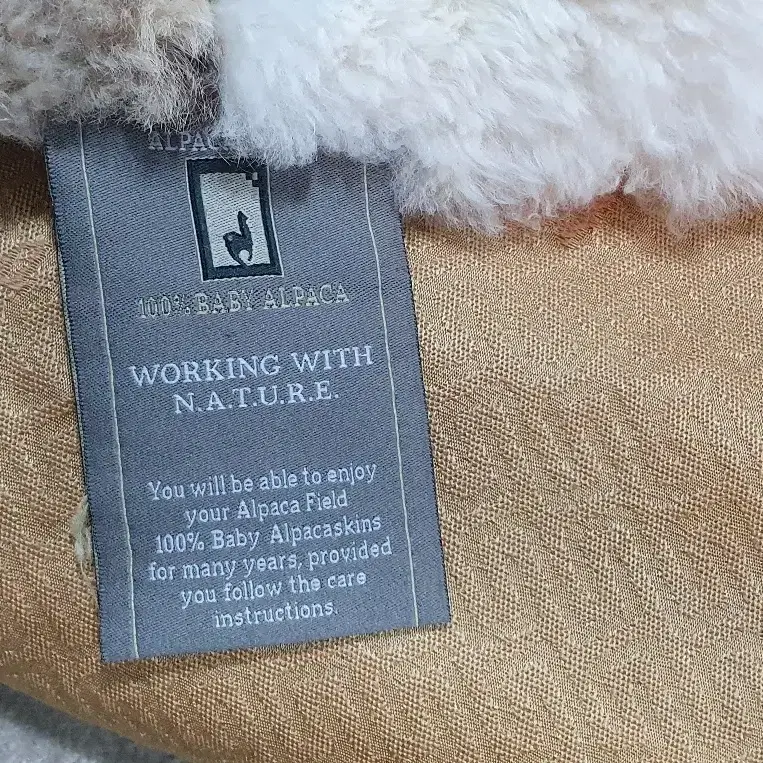 100% BABY ALPACA
WORKING WITH
N.A.T.U.R.E.
You will be able to enjoy
your Alpaca Field
100% Baby Alpacaskins
for many years, provided
you follow the care
instructions.